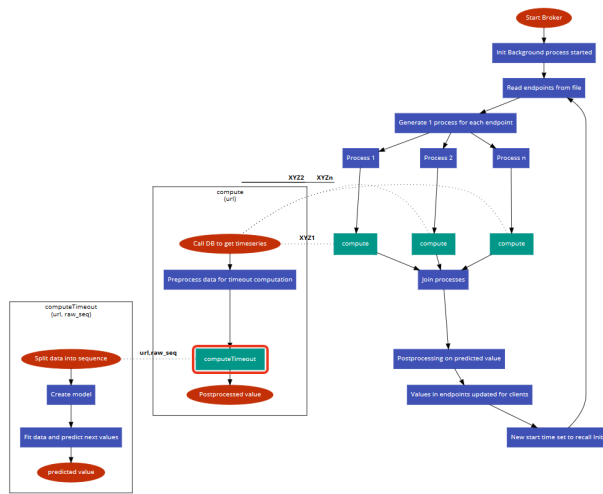 Start Broker
Init Background process started
Read endpoints from file
Generate 1 process for each endpoint
Process 1
Process 2
Process n
XYZ2
XYZn
compute
(url)
Call DB to get timeseries
XYZ1
compute
compute
compute
Preprocess data for timeout computation
Join processes
computeTimeout
(url, raw_seq)
Split data into sequence
url,raw_seq
computeTimeout
Postprocessing on predicted value
Create model
Postprocessed value
Values in endpoints updated for clients
Fit data and predict next values
New start time set to recall Init
predicted value